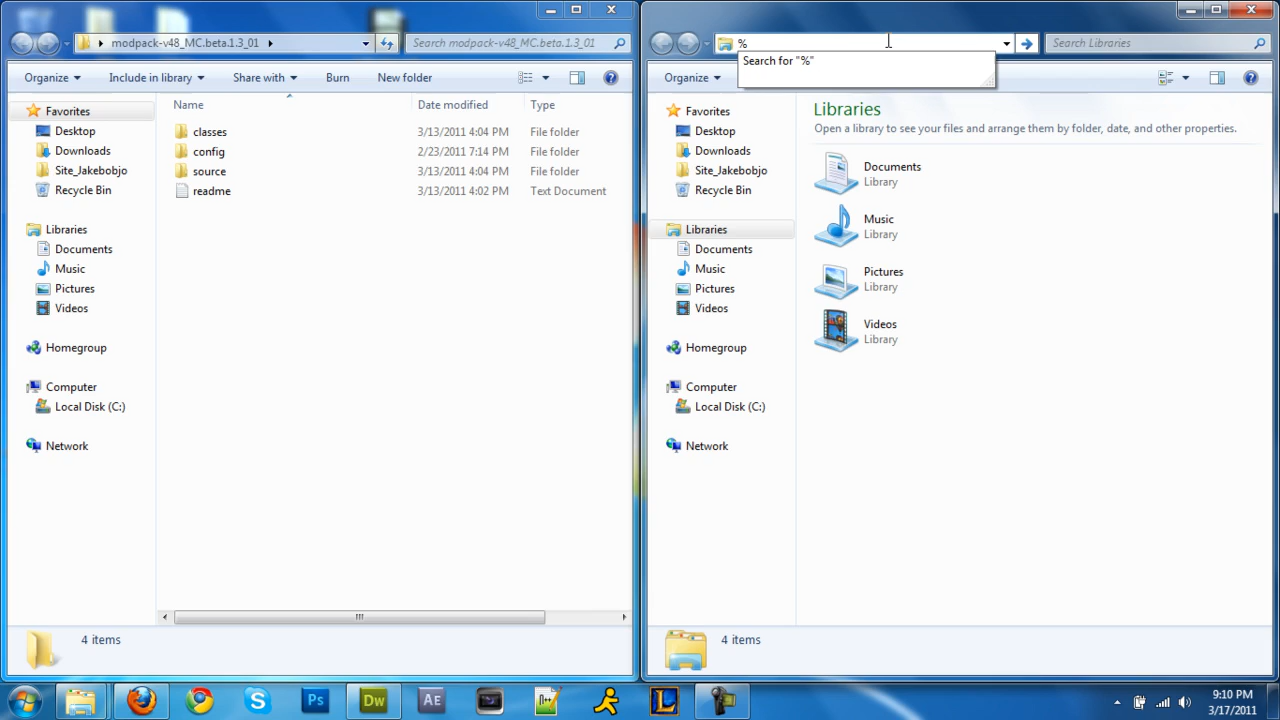 modpack-v48_MC.beta.1.3_01
Search modpack-v48_MC.beta.1.3_01
Organize
Include in library
Share with
Burn
New folder
Favorites
Desktop
Downloads
Site_Jakebobjo
Recycle Bin
Libraries
Documents
Music
Pictures
Videos
Homegroup
Computer
Local Disk (C:)
Network
Name Date modified Type
classes 3/13/2011 4:04 PM File folder
config 2/23/2011 7:14 PM File folder
source 3/13/2011 4:04 PM File folder
readme 3/13/2011 4:02 PM Text Document
4 items
%
Search Libraries
Search for "%"
Organize
Favorites
Desktop
Downloads
Site_Jakebobjo
Recycle Bin
Libraries
Documents
Music
Pictures
Videos
Homegroup
Computer
Local Disk (C:)
Network
Libraries
Open a library to see your files and arrange them by folder, date, and other properties.
Documents
Library
Music
Library
Pictures
Library
Videos
Library
4 items
Ps
Dw
AE
L
9:10 PM
3/17/2011